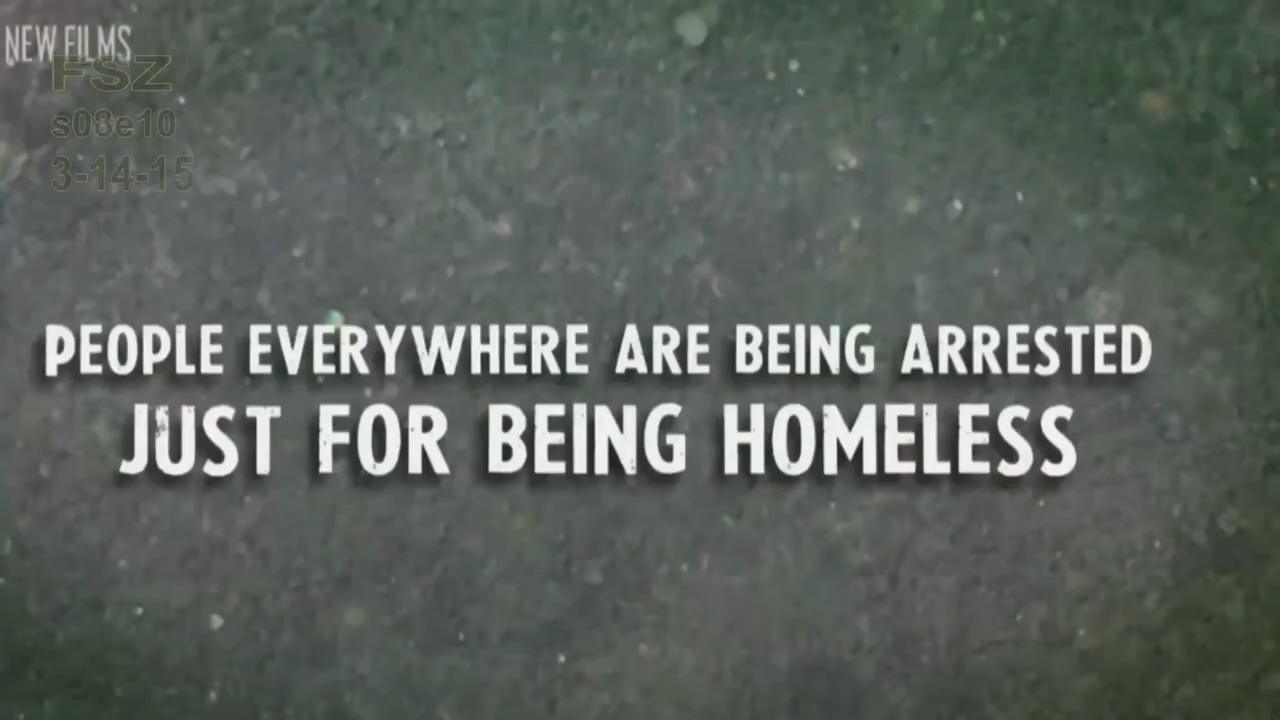 NEW FILMS
FSZ
s08e10
3-14-15
PEOPLE EVERYWHERE ARE BEING ARRESTED
JUST FOR BEING HOMELESS